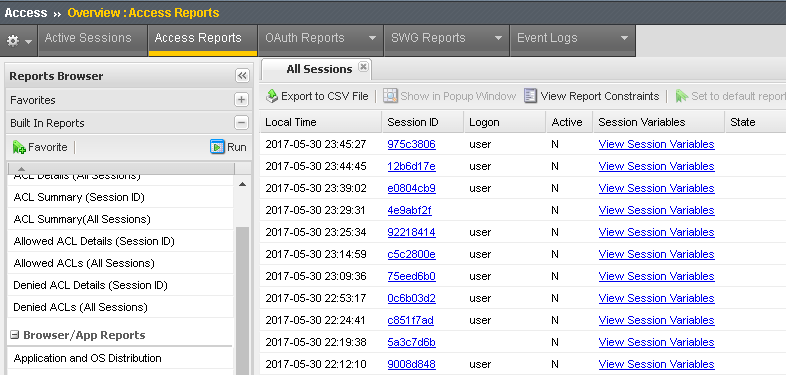 Access » Overview : Access Reports
Active Sessions Access Reports OAuth Reports SWG Reports Event Logs
Reports Browser
Favorites
Built In Reports
Favorite Run
ACL Details (All Sessions)
ACL Summary (Session ID)
ACL Summary(All Sessions)
Allowed ACL Details (Session ID)
Allowed ACLs (All Sessions)
Denied ACL Details (Session ID)
Denied ACLs (All Sessions)
Browser/App Reports
Application and OS Distribution
All Sessions
Export to CSV File Show in Popup Window View Report Constraints Set to default report
Local Time Session ID Logon Active Session Variables State
2017-05-30 23:45:27 975c3806 user N View Session Variables
2017-05-30 23:44:45 12b6d17e user N View Session Variables
2017-05-30 23:39:02 e0804cb9 user N View Session Variables
2017-05-30 23:29:31 4e9abf2f N View Session Variables
2017-05-30 23:25:34 92218414 user N View Session Variables
2017-05-30 23:14:59 c5c2800e user N View Session Variables
2017-05-30 23:09:36 75eed6b0 user N View Session Variables
2017-05-30 22:53:17 0c6b03d2 user N View Session Variables
2017-05-30 22:24:41 c851f7ad user N View Session Variables
2017-05-30 22:19:38 5a3c7d6b N View Session Variables
2017-05-30 22:12:10 9008d848 user N View Session Variables